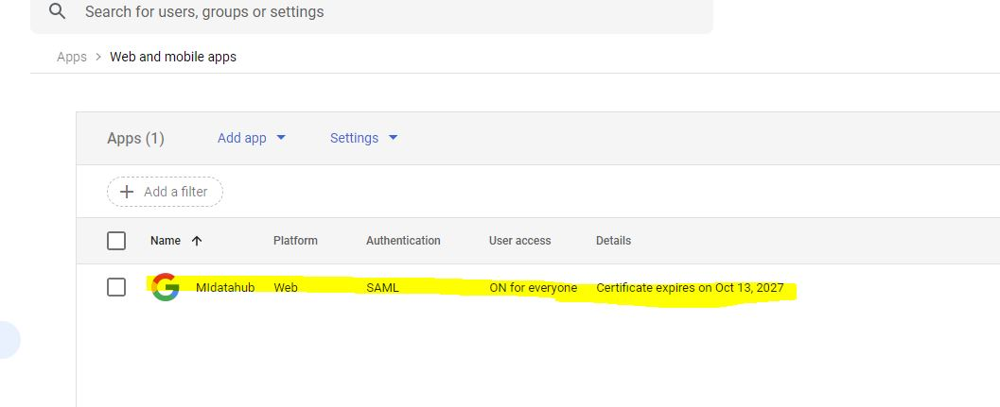 Search for users, groups or settings
Apps > Web and mobile apps
Apps (1) Add app Settings
Add a filter
Name Platform Authentication User access Details
MIdatahub Web SAML ON for everyone Certificate expires on Oct 13, 2027